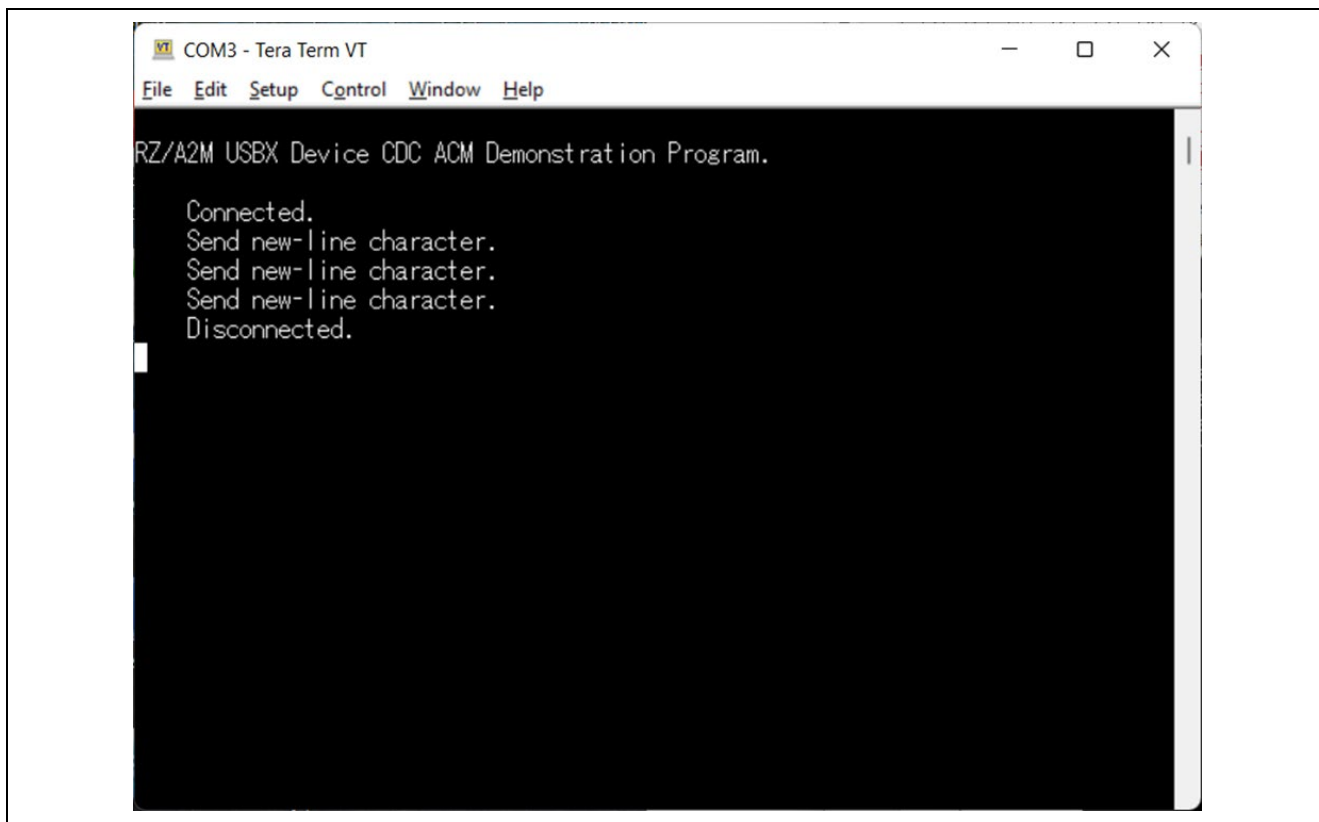 COM3 - Tera Term VT
File Edit Setup Control Window Help
RZ/A2M USBX Device CDC ACM Demonstration Program.
Connected.
Send new-line character.
Send new-line character.
Send new-line character.
Disconnected.